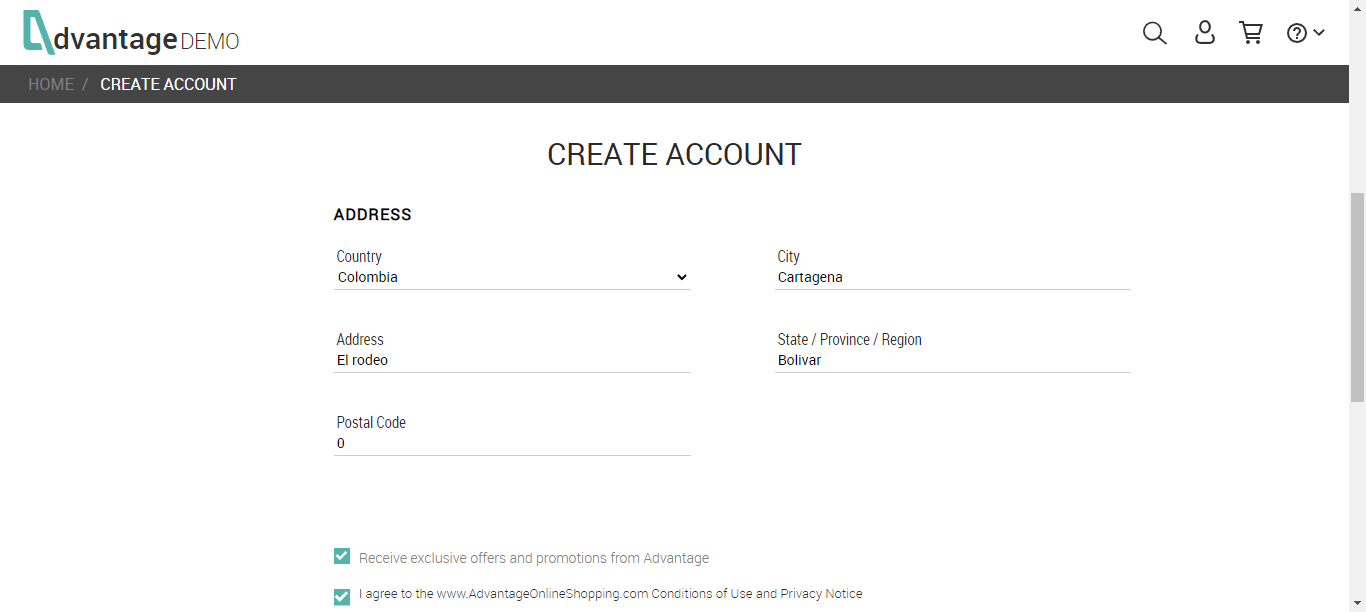 dvantage DEMO
HOME / CREATE ACCOUNT
CREATE ACCOUNT
ADDRESS
Country
Colombia
City
Cartagena
Address
El rodeo
State / Province / Region
Bolivar
Postal Code
0
Receive exclusive offers and promotions from Advantage
I agree to the www.AdvantageOnlineShopping.com Conditions of Use and Privacy Notice